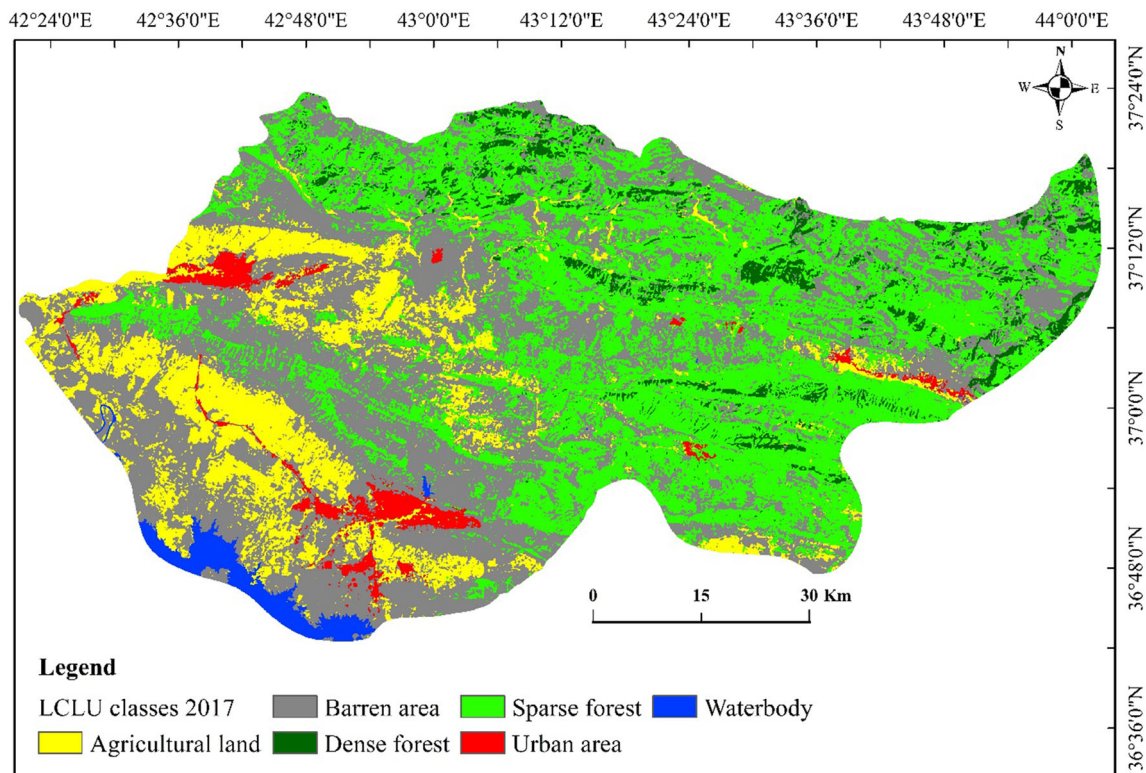 42°24'0"E 42°36'0"E 42°48'0"E 43°0'0"E 43°12'0"E 43°24'0"E 43°36'0"E 43°48'0"E 44°0'0"E
N
W E
S
37°24'0"N
37°12'0"N
37°0'0"N
36°48'0"N
36°36'0"N
0 15 30 Km
Legend
LCLU classes 2017 Barren area Sparse forest Waterbody
Agricultural land Dense forest Urban area